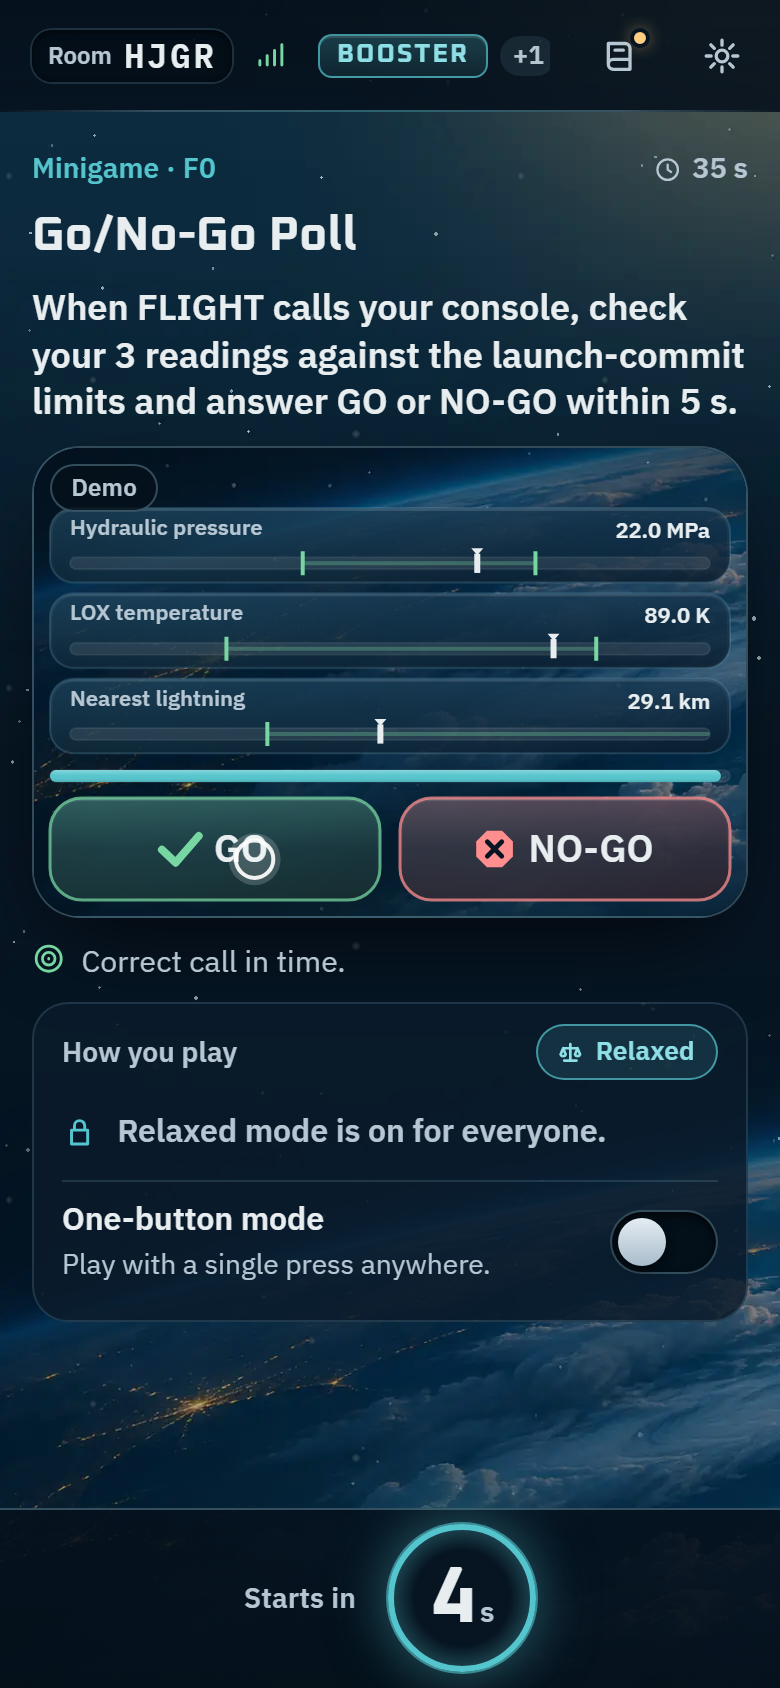 Room HJGR BOOSTER +1
Minigame · F0 35 s
Go/No-Go Poll
When FLIGHT calls your console, check
your 3 readings against the launch-commit
limits and answer GO or NO-GO within 5 s.
Demo
Hydraulic pressure 22.0 MPa
LOX temperature 89.0 K
Nearest lightning 29.1 km
GO NO-GO
Correct call in time.
How you play Relaxed
Relaxed mode is on for everyone.
One-button mode
Play with a single press anywhere.
Starts in 4 s